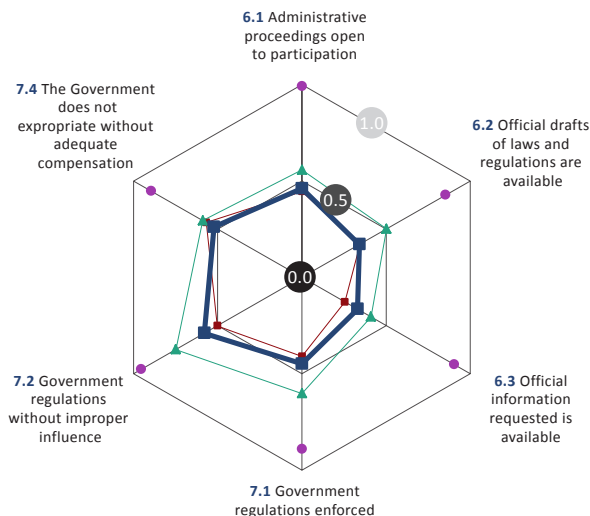 6.1 Administrative
proceedings open
to participation
7.4 The Government
does not
expropriate without
adequate
compensation
1.0
6.2 Official drafts
of laws and
regulations are
available
0.5
0.0
7.2 Government
regulations
without improper
influence
6.3 Official
information
requested is
available
7.1 Government
regulations enforced